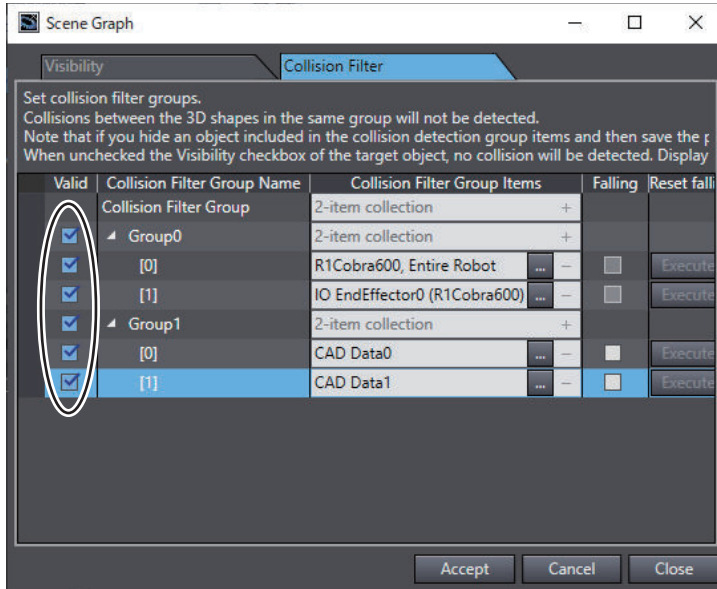 Scene Graph
Visibility Collision Filter
Set collision filter groups.
Collisions between the 3D shapes in the same group will not be detected.
Note that if you hide an object included in the collision detection group items and then save the
When unchecked the Visibility checkbox of the target object, no collision will be detected. Display
Valid Collision Filter Group Name Collision Filter Group Items Falling Reset
Collision Filter Group 2-item collection +
Group0 2-item collection +
[0] R1Cobra600, Entire Robot ... − Execute
[1] IO EndEffector0 (R1Cobra600) ... − Execute
Group1 2-item collection +
[0] CAD Data0 ... − Execute
[1] CAD Data1 ... − Execute
Accept Cancel Close